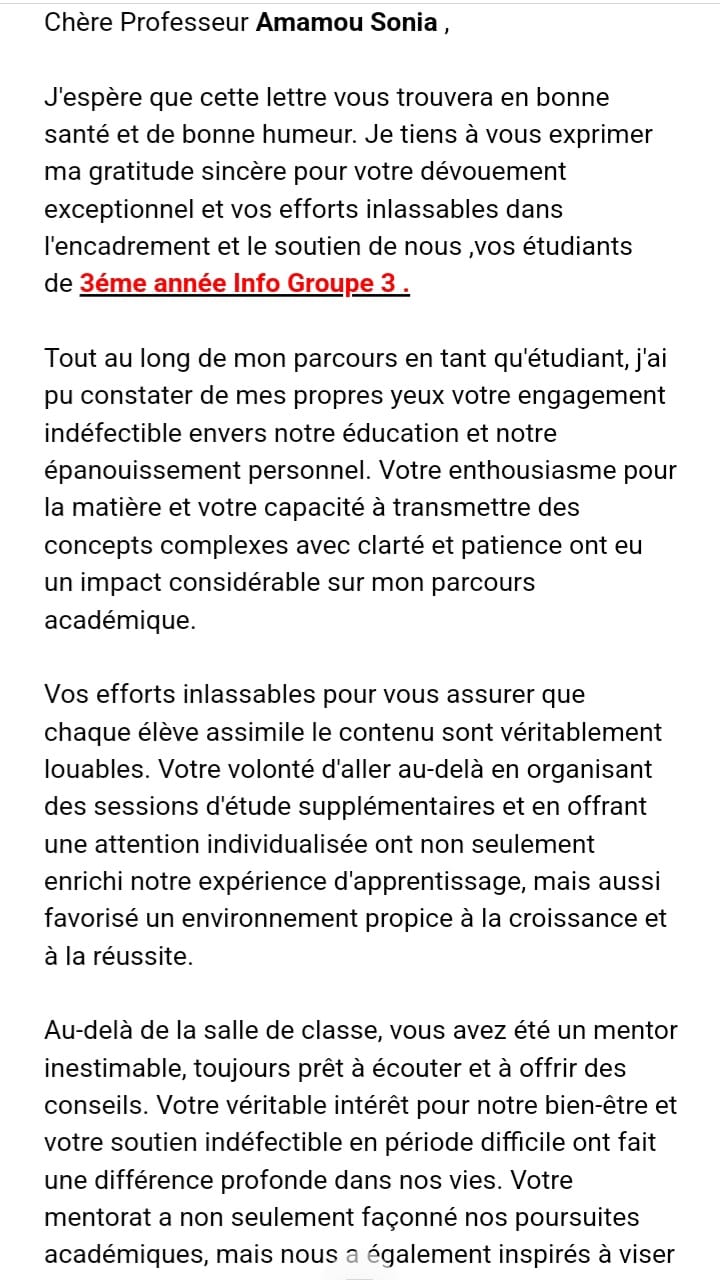 Chère Professeur Amamou Sonia ,
J'espère que cette lettre vous trouvera en bonne
santé et de bonne humeur. Je tiens à vous exprimer
ma gratitude sincère pour votre dévouement
exceptionnel et vos efforts inlassables dans
l'encadrement et le soutien de nous ,vos étudiants
de 3éme année Info Groupe 3 .
Tout au long de mon parcours en tant qu'étudiant, j'ai
pu constater de mes propres yeux votre engagement
indéfectible envers notre éducation et notre
épanouissement personnel. Votre enthousiasme pour
la matière et votre capacité à transmettre des
concepts complexes avec clarté et patience ont eu
un impact considérable sur mon parcours
académique.
Vos efforts inlassables pour vous assurer que
chaque élève assimile le contenu sont véritablement
louables. Votre volonté d'aller au-delà en organisant
des sessions d'étude supplémentaires et en offrant
une attention individualisée ont non seulement
enrichi notre expérience d'apprentissage, mais aussi
favorisé un environnement propice à la croissance et
à la réussite.
Au-delà de la salle de classe, vous avez été un mentor
inestimable, toujours prêt à écouter et à offrir des
conseils. Votre véritable intérêt pour notre bien-être et
votre soutien indéfectible en période difficile ont fait
une différence profonde dans nos vies. Votre
mentorat a non seulement façonné nos poursuites
académiques, mais nous a également inspirés à viser